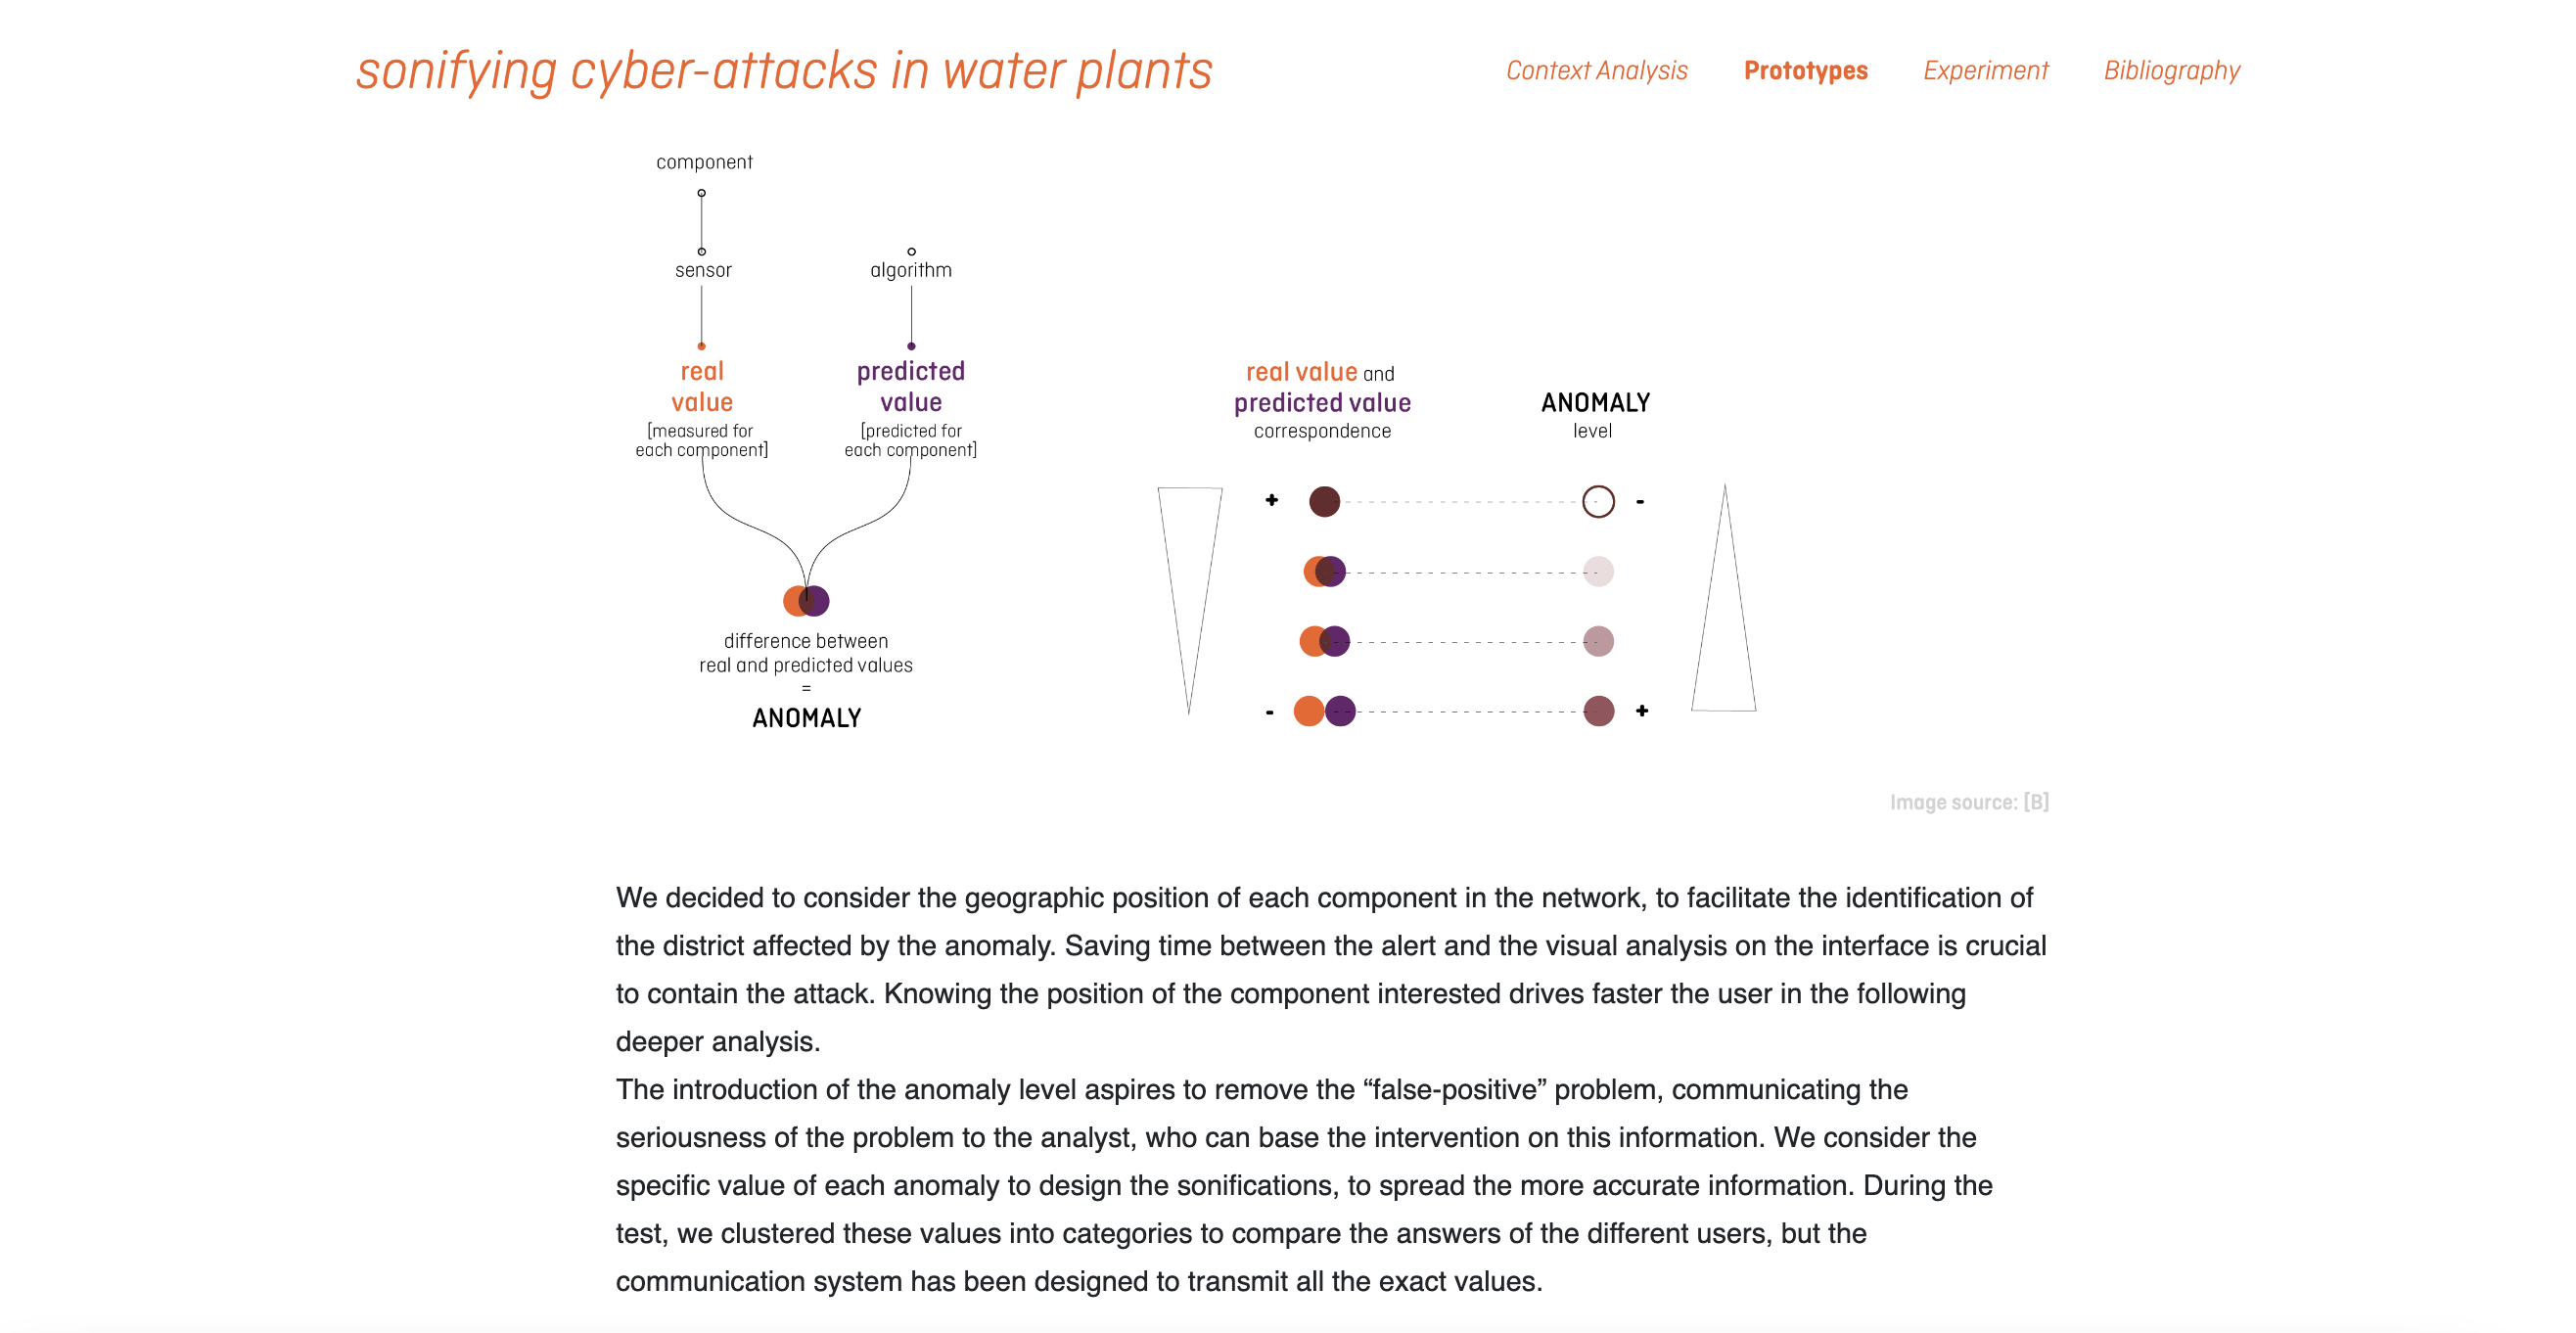 sonifying cyber-attacks in water plants
Context Analysis
Prototypes
Experiment
Bibliography
component
sensor
algorithm
real
value
[measured for
each component]
predicted
value
[predicted for
each component]
difference between
real and predicted values
=
ANOMALY
real value and
predicted value
correspondence
ANOMALY
level
+
-
-
+
Image source: [B]
We decided to consider the geographic position of each component in the network, to facilitate the identification of
the district affected by the anomaly. Saving time between the alert and the visual analysis on the interface is crucial
to contain the attack. Knowing the position of the component interested drives faster the user in the following
deeper analysis.
The introduction of the anomaly level aspires to remove the “false-positive” problem, communicating the
seriousness of the problem to the analyst, who can base the intervention on this information. We consider the
specific value of each anomaly to design the sonifications, to spread the more accurate information. During the
test, we clustered these values into categories to compare the answers of the different users, but the
communication system has been designed to transmit all the exact values.